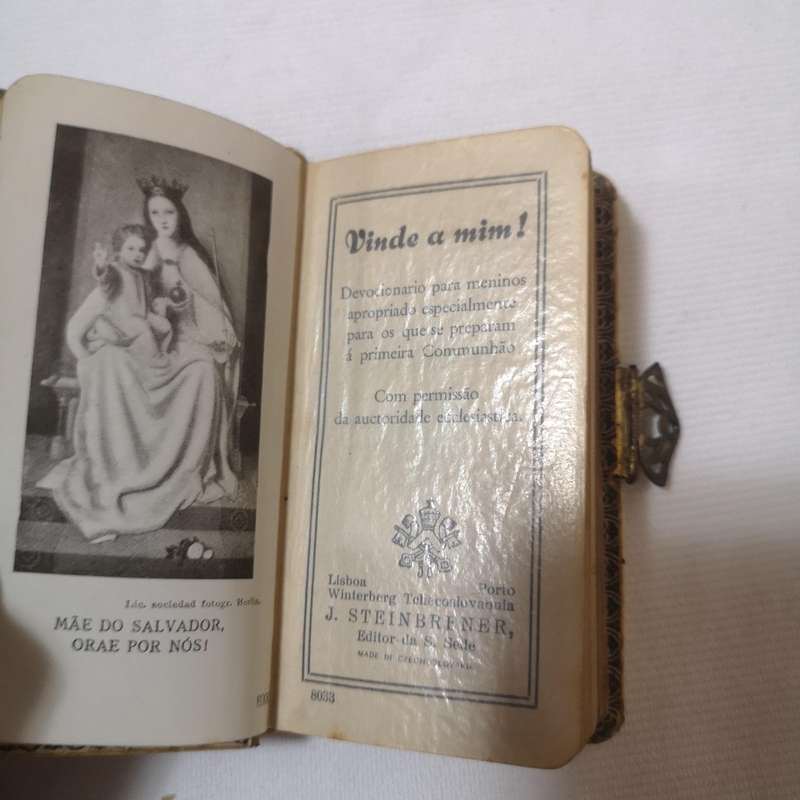 Lic. sociedad fotogr. Berlin.
MÃE DO SALVADOR,
ORAE POR NÓS!
Vinde a mim!
Devocionario para meninos
apropriado especialmente
para os que se preparam
á primeira Communhão
Com permissão
da auctoridade ecclesiastica.
Lisboa Porto
Winterberg Tchecoslovaquia
J. STEINBRENER,
Editor da S. Sede
MADE IN CZECHOSLOVAKIA
8033